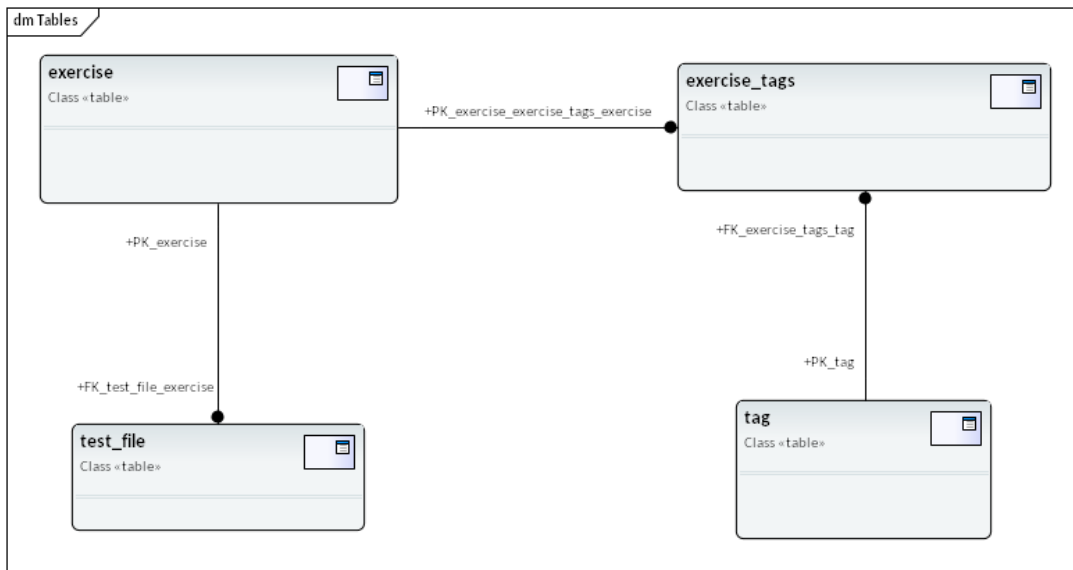 dm Tables
exercise
Class «table»
exercise_tags
Class «table»
+PK_exercise_exercise_tags_exercise
+PK_exercise
+FK_exercise_tags_tag
+PK_tag
+FK_test_file_exercise
test_file
Class «table»
tag
Class «table»